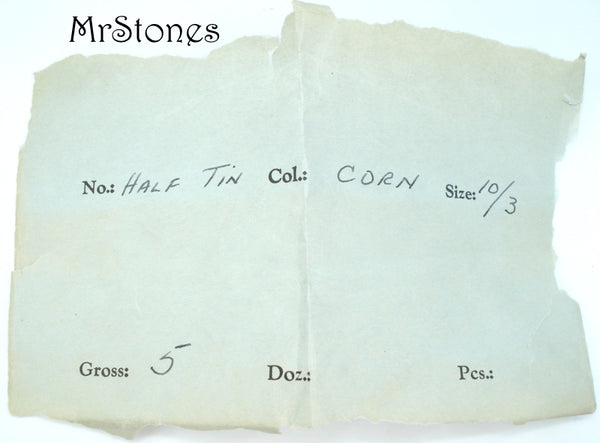 MrStones
No.: HALF TIN Col.: CORN Size: 10/3
Gross: 5 Doz.: Pcs.: